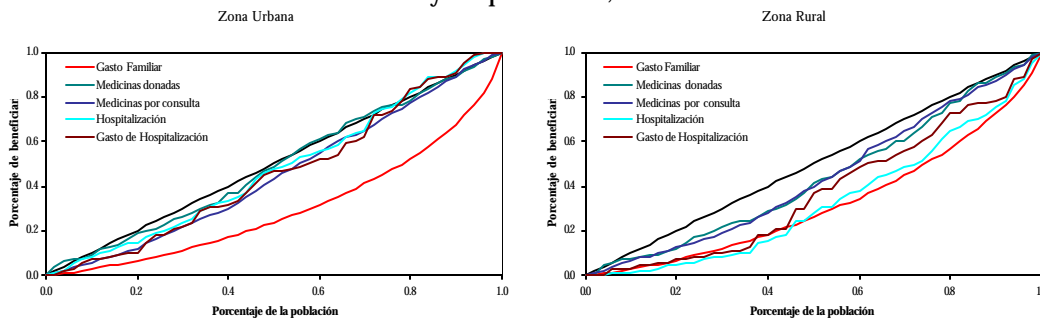 Zona Urbana
1.0
0.8
0.6
0.4
0.2
0.0
Porcentaje de beneficiar
Gasto Familiar
Medicinas donadas
Medicinas por consulta
Hospitalización
Gasto de Hospitalización
0.0 0.2 0.4 0.6 0.8 1.0
Porcentaje de la población
Zona Rural
1.0
0.8
0.6
0.4
0.2
0.0
Porcentaje de beneficiar
Gasto Familiar
Medicinas donadas
Medicinas por consulta
Hospitalización
Gasto de Hospitalización
0.0 0.2 0.4 0.6 0.8 1.0
Porcentaje de la población